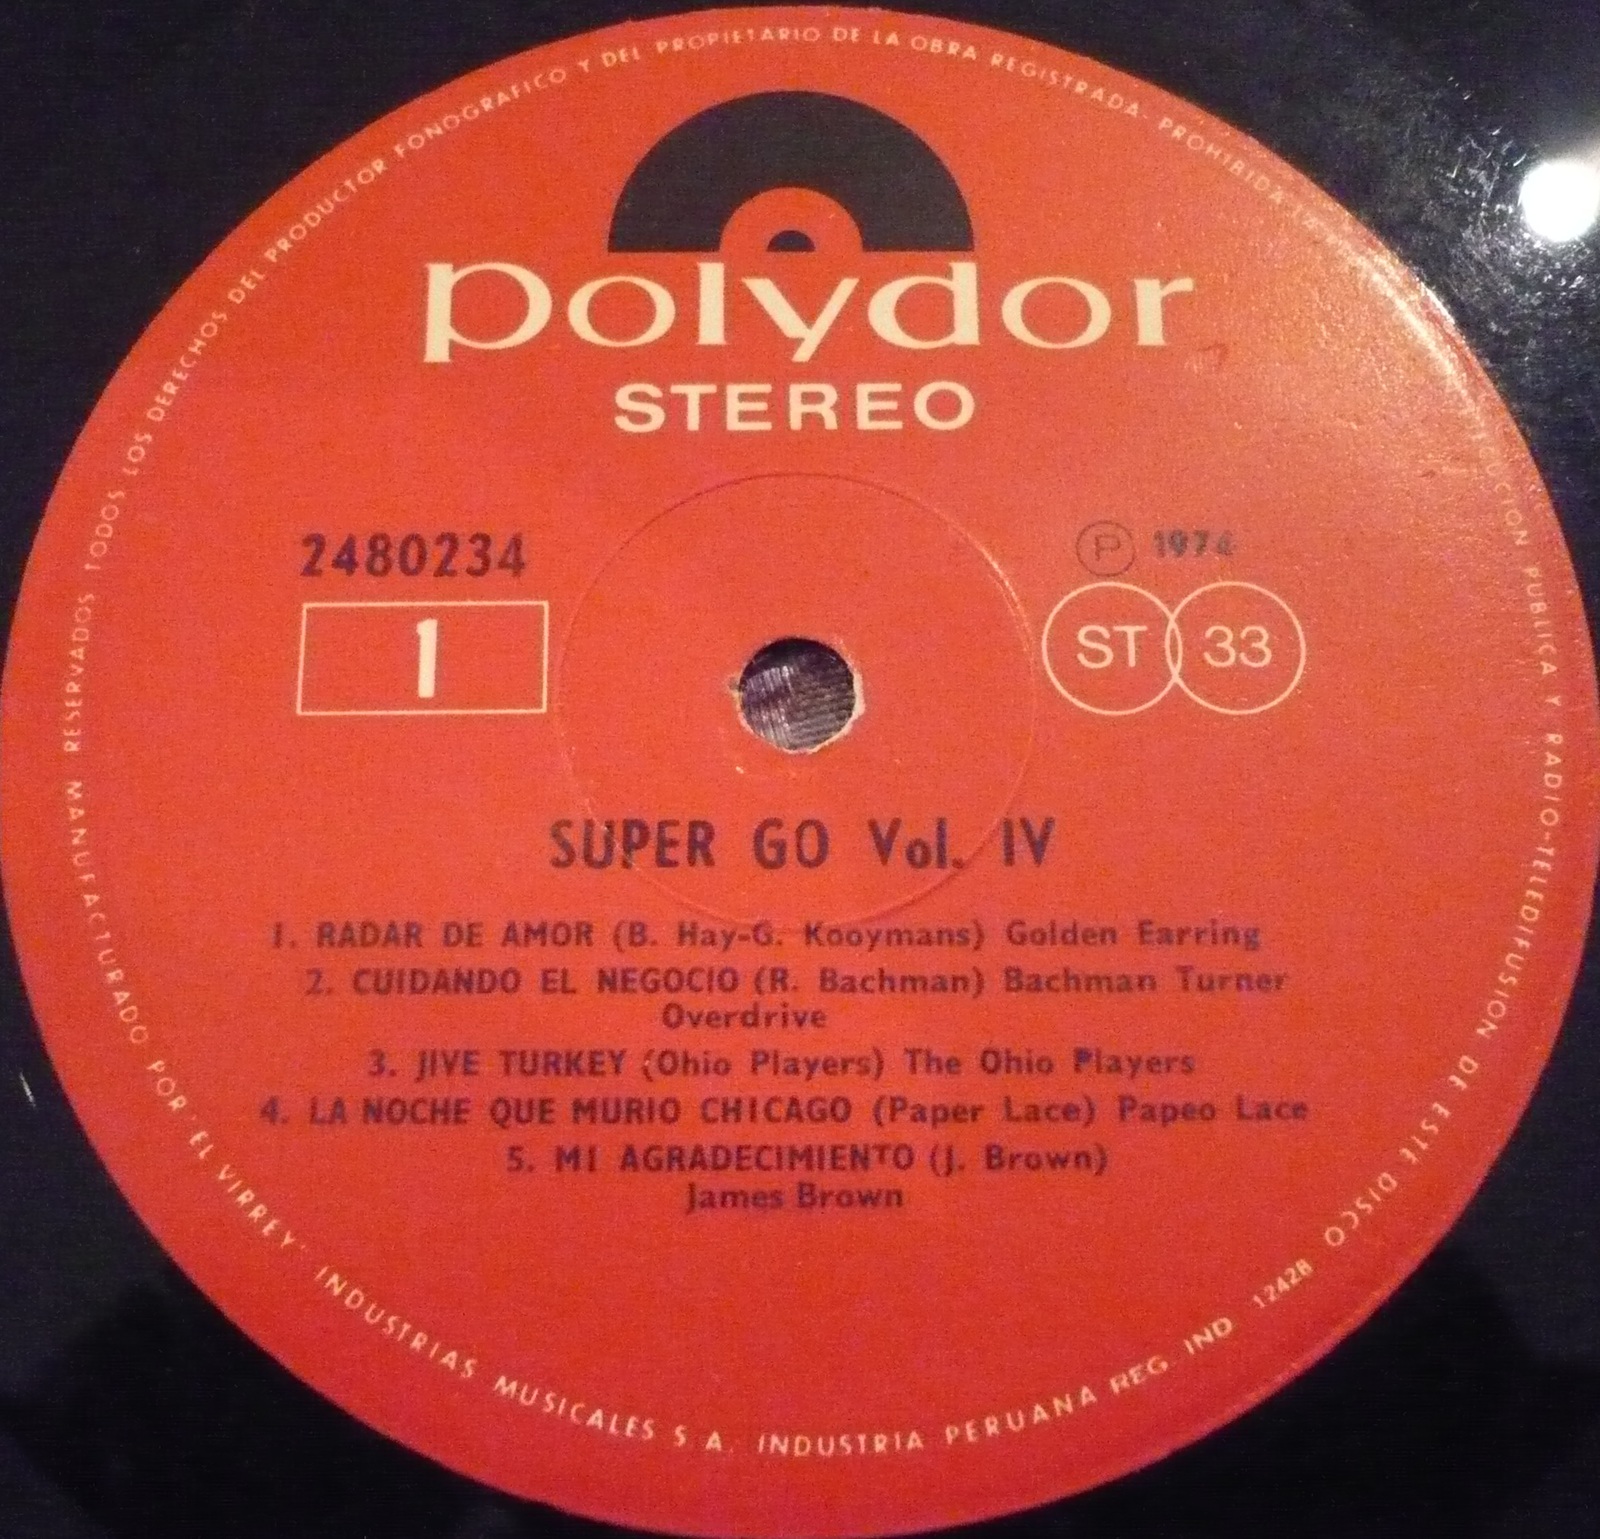 polydor
STEREO
2480234
℗ 1974
1
ST 33
SUPER GO Vol. IV
1. RADAR DE AMOR (B. Hay-G. Kooymans) Golden Earring
2. CUIDANDO EL NEGOCIO (R. Bachman) Bachman Turner
Overdrive
3. JIVE TURKEY (Ohio Players) The Ohio Players
4. LA NOCHE QUE MURIO CHICAGO (Paper Lace) Papeo Lace
5. MI AGRADECIMIENTO (J. Brown)
James Brown
MANUFACTURADO POR "EL VIRREY" INDUSTRIAS MUSICALES S.A. INDUSTRIA PERUANA REG. IND 12428
RESERVADOS TODOS LOS DERECHOS DEL PRODUCTOR FONOGRAFICO Y DEL PROPIETARIO DE LA OBRA REGISTRADA. PROHIBIDA PUBLICA Y RADIO-TELEDIFUSION DE ESTE DISCO